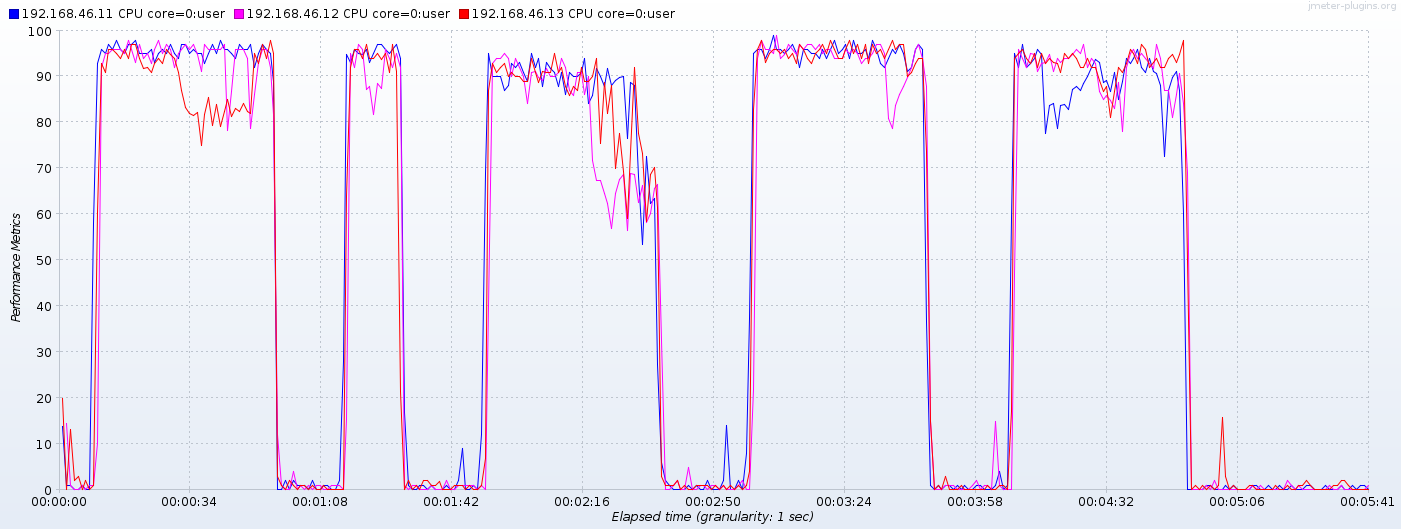 192.168.46.11 CPU core=0:user 192.168.46.12 CPU core=0:user 192.168.46.13 CPU core=0:user
jmeter-plugins.org
100
90
80
70
60
50
40
30
20
10
0
Performance Metrics
00:00:00 00:00:34 00:01:08 00:01:42 00:02:16 00:02:50 00:03:24 00:03:58 00:04:32 00:05:06 00:05:41
Elapsed time (granularity: 1 sec)